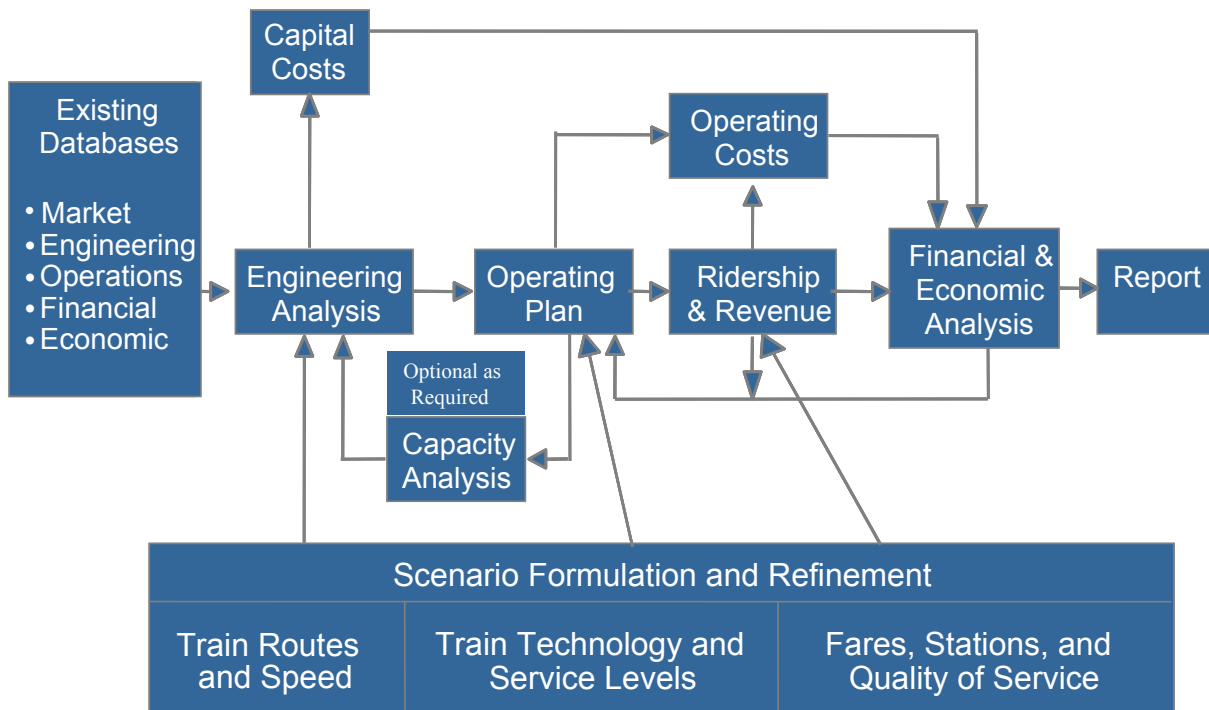 Capital
Costs
Existing
Databases
• Market
• Engineering
• Operations
• Financial
• Economic
Operating
Costs
Engineering
Analysis
Operating
Plan
Ridership
& Revenue
Financial &
Economic
Analysis
Report
Optional as
Required
Capacity
Analysis
Scenario Formulation and Refinement
Train Routes
and Speed
Train Technology and
Service Levels
Fares, Stations, and
Quality of Service